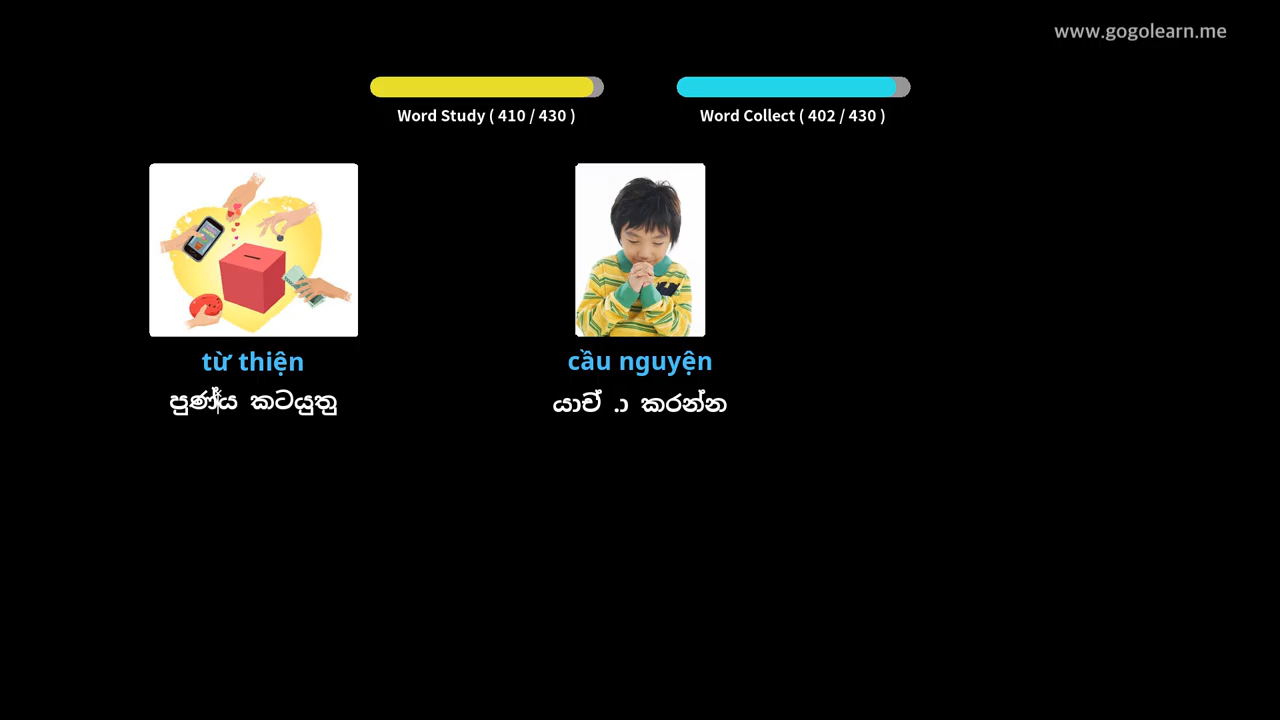 www.gogolearn.me
Word Study ( 410 / 430 )
Word Collect ( 402 / 430 )
từ thiện
cầu nguyện
පුණ්‍ය කටයුතු
කරන්න